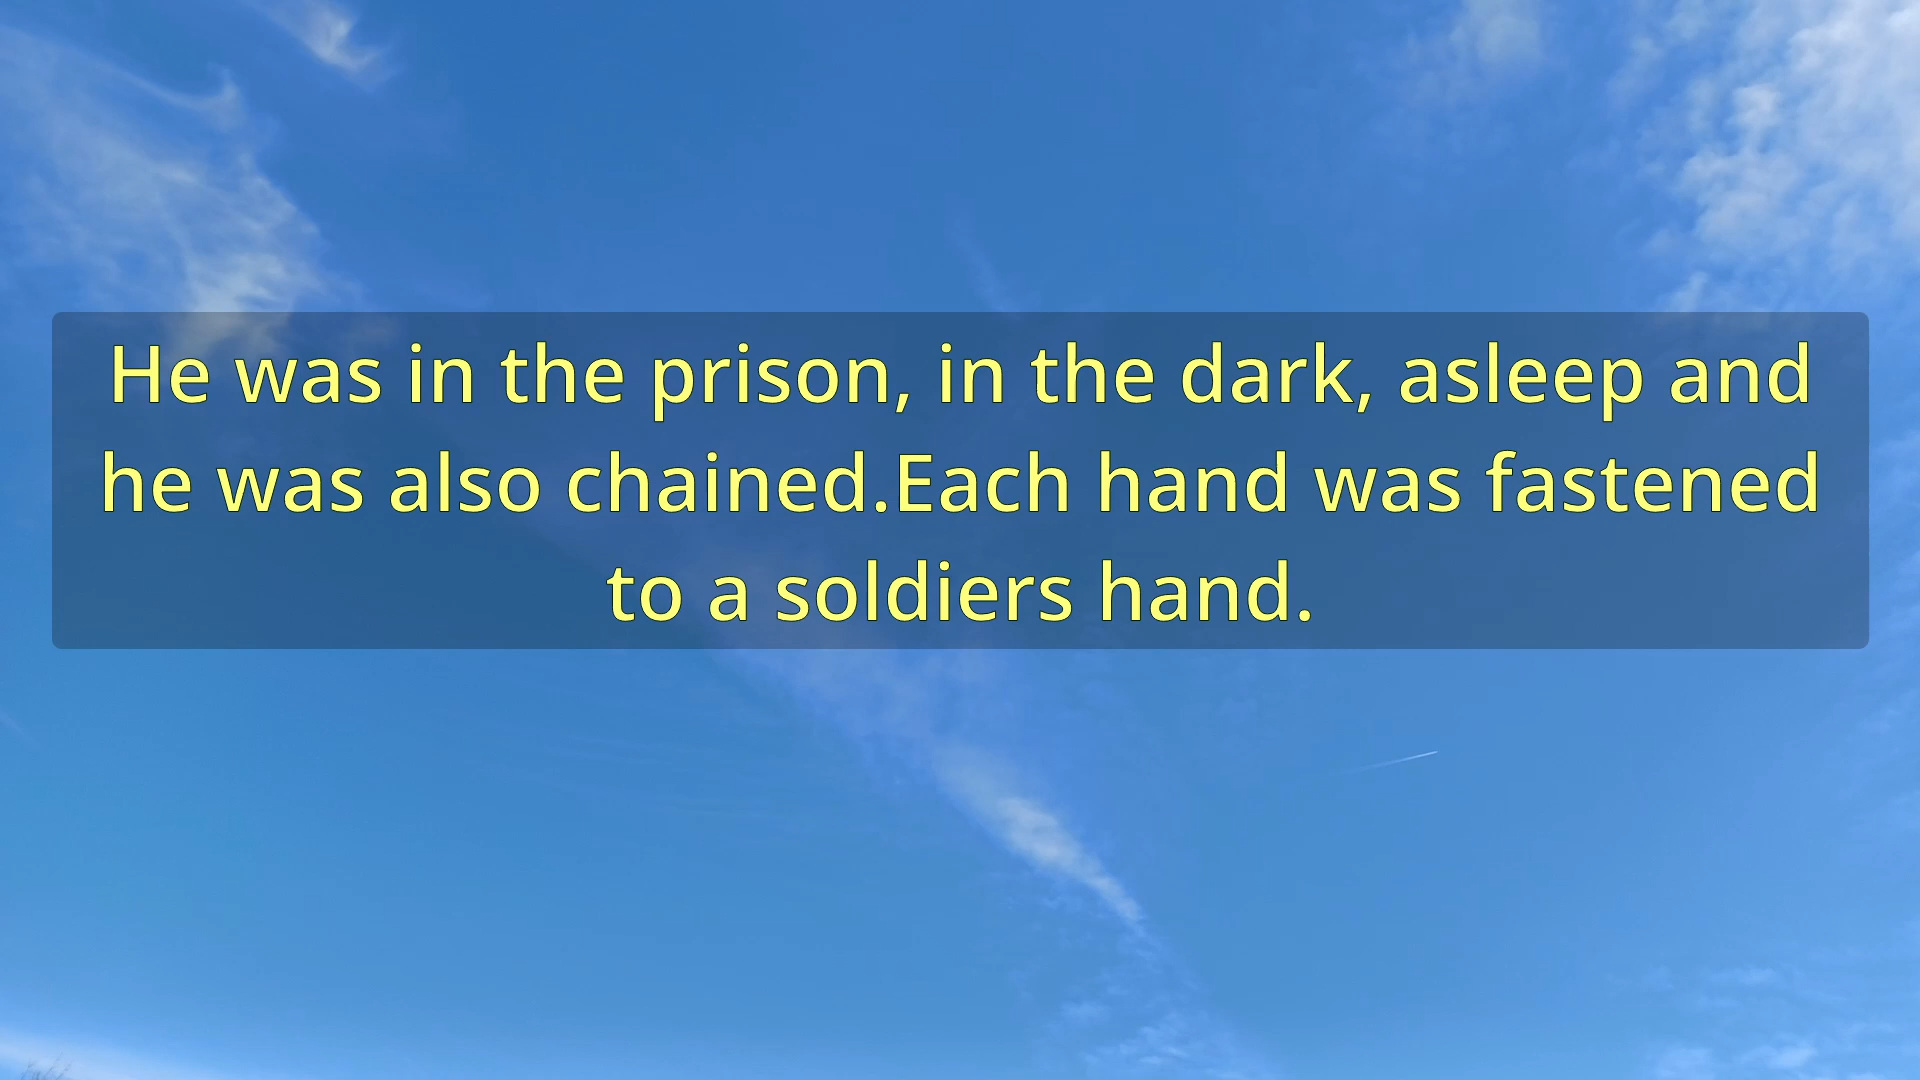 He was in the prison, in the dark, asleep and
he was also chained.Each hand was fastened
to a soldiers hand.